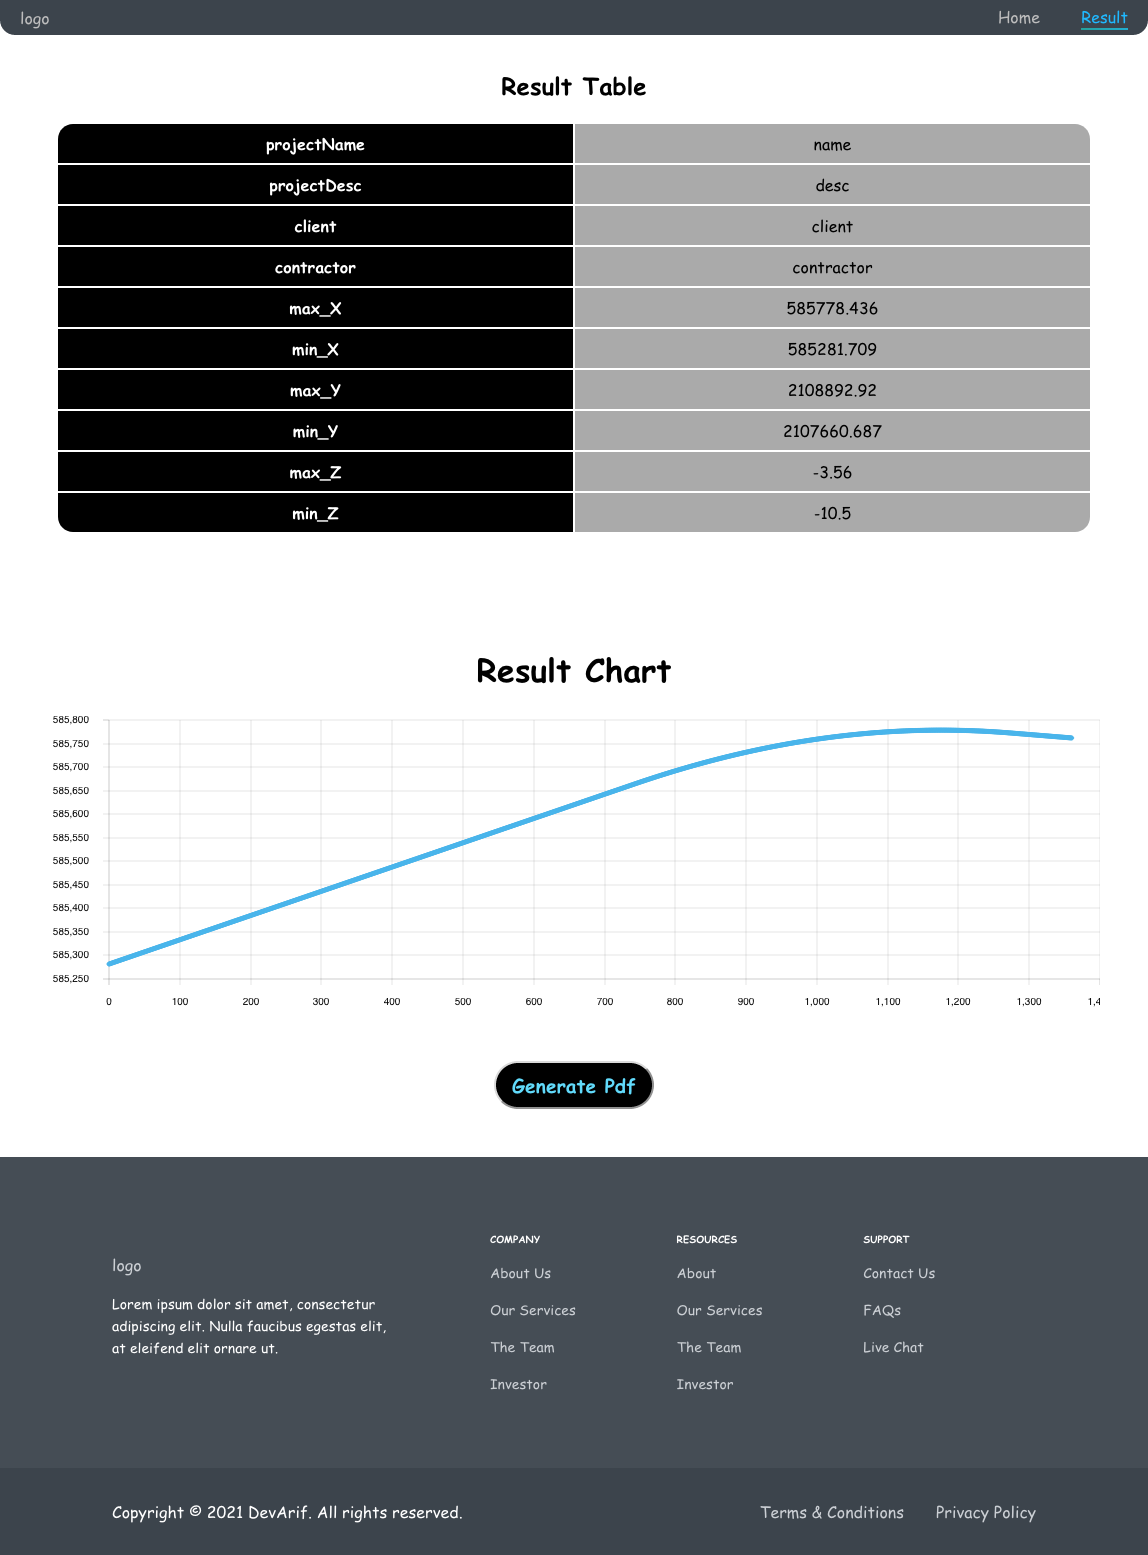 logo
Home
Result
Result Table
projectName name
projectDesc desc
client client
contractor contractor
max_X 585778.436
min_X 585281.709
max_Y 2108892.92
min_Y 2107660.687
max_Z -3.56
min_Z -10.5
Result Chart
585,800
585,750
585,700
585,650
585,600
585,550
585,500
585,450
585,400
585,350
585,300
585,250
0 100 200 300 400 500 600 700 800 900 1,000 1,100 1,200 1,300 1,4
Generate Pdf
logo
Lorem ipsum dolor sit amet, consectetur
adipiscing elit. Nulla faucibus egestas elit,
at eleifend elit ornare ut.
COMPANY
About Us
Our Services
The Team
Investor
RESOURCES
About
Our Services
The Team
Investor
SUPPORT
Contact Us
FAQs
Live Chat
Copyright © 2021 DevArif. All rights reserved.
Terms & Conditions
Privacy Policy